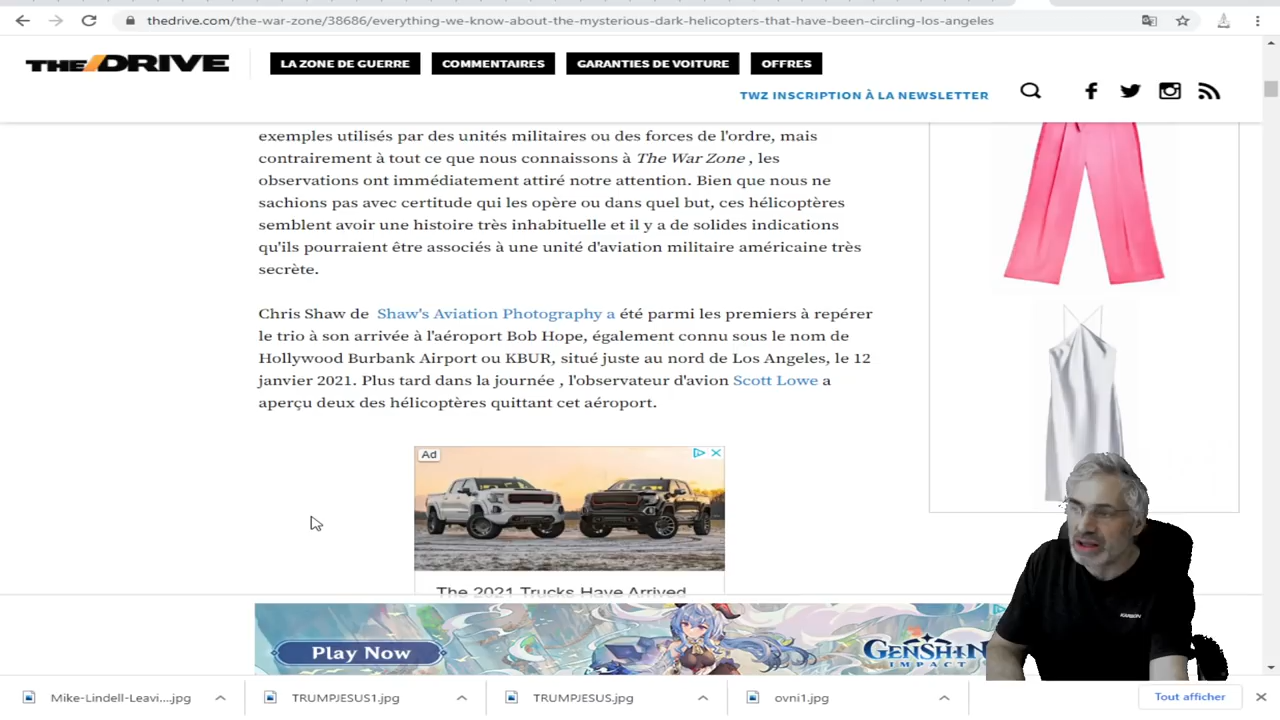 thedrive.com/the-war-zone/38686/everything-we-know-about-the-mysterious-dark-helicopters-that-have-been-circling-los-angeles
THE DRIVE
LA ZONE DE GUERRE
COMMENTAIRES
GARANTIES DE VOITURE
OFFRES
TWZ INSCRIPTION À LA NEWSLETTER
exemples utilisés par des unités militaires ou des forces de l'ordre, mais
contrairement à tout ce que nous connaissons à The War Zone , les
observations ont immédiatement attiré notre attention. Bien que nous ne
sachions pas avec certitude qui les opère ou dans quel but, ces hélicoptères
semblent avoir une histoire très inhabituelle et il y a de solides indications
qu'ils pourraient être associés à une unité d'aviation militaire américaine très
secrète.
Chris Shaw de Shaw's Aviation Photography a été parmi les premiers à repérer
le trio à son arrivée à l'aéroport Bob Hope, également connu sous le nom de
Hollywood Burbank Airport ou KBUR, situé juste au nord de Los Angeles, le 12
janvier 2021. Plus tard dans la journée , l'observateur d'avion Scott Lowe a
aperçu deux des hélicoptères quittant cet aéroport.
Ad
The 2021 Trucks Have Arrived
Play Now
GENSHIN
IMPACT
KARBON
Mike-Lindell-Leavi....jpg
TRUMPJESUS1.jpg
TRUMPJESUS.jpg
ovni1.jpg
Tout afficher